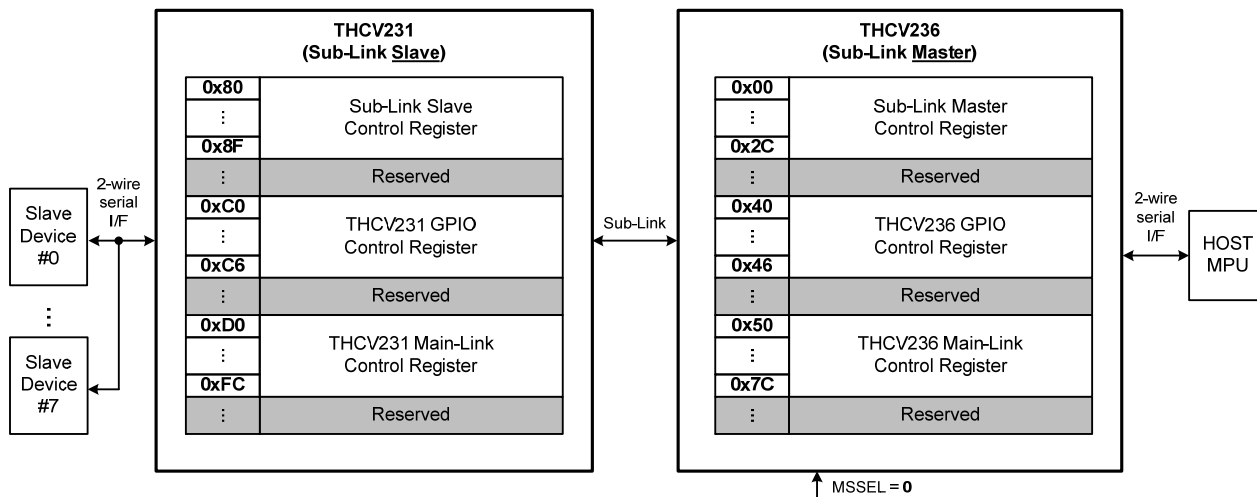 THCV231
(Sub-Link Slave)
THCV236
(Sub-Link Master)
0x80
⋮
0x8F
Sub-Link Slave
Control Register
⋮
Reserved
0xC0
⋮
0xC6
THCV231 GPIO
Control Register
⋮
Reserved
0xD0
⋮
0xFC
THCV231 Main-Link
Control Register
⋮
Reserved
0x00
⋮
0x2C
Sub-Link Master
Control Register
⋮
Reserved
0x40
⋮
0x46
THCV236 GPIO
Control Register
⋮
Reserved
0x50
⋮
0x7C
THCV236 Main-Link
Control Register
⋮
Reserved
Slave
Device
#0
⋮
Slave
Device
#7
2-wire
serial
I/F
Sub-Link
2-wire
serial
I/F
HOST
MPU
MSSEL = 0